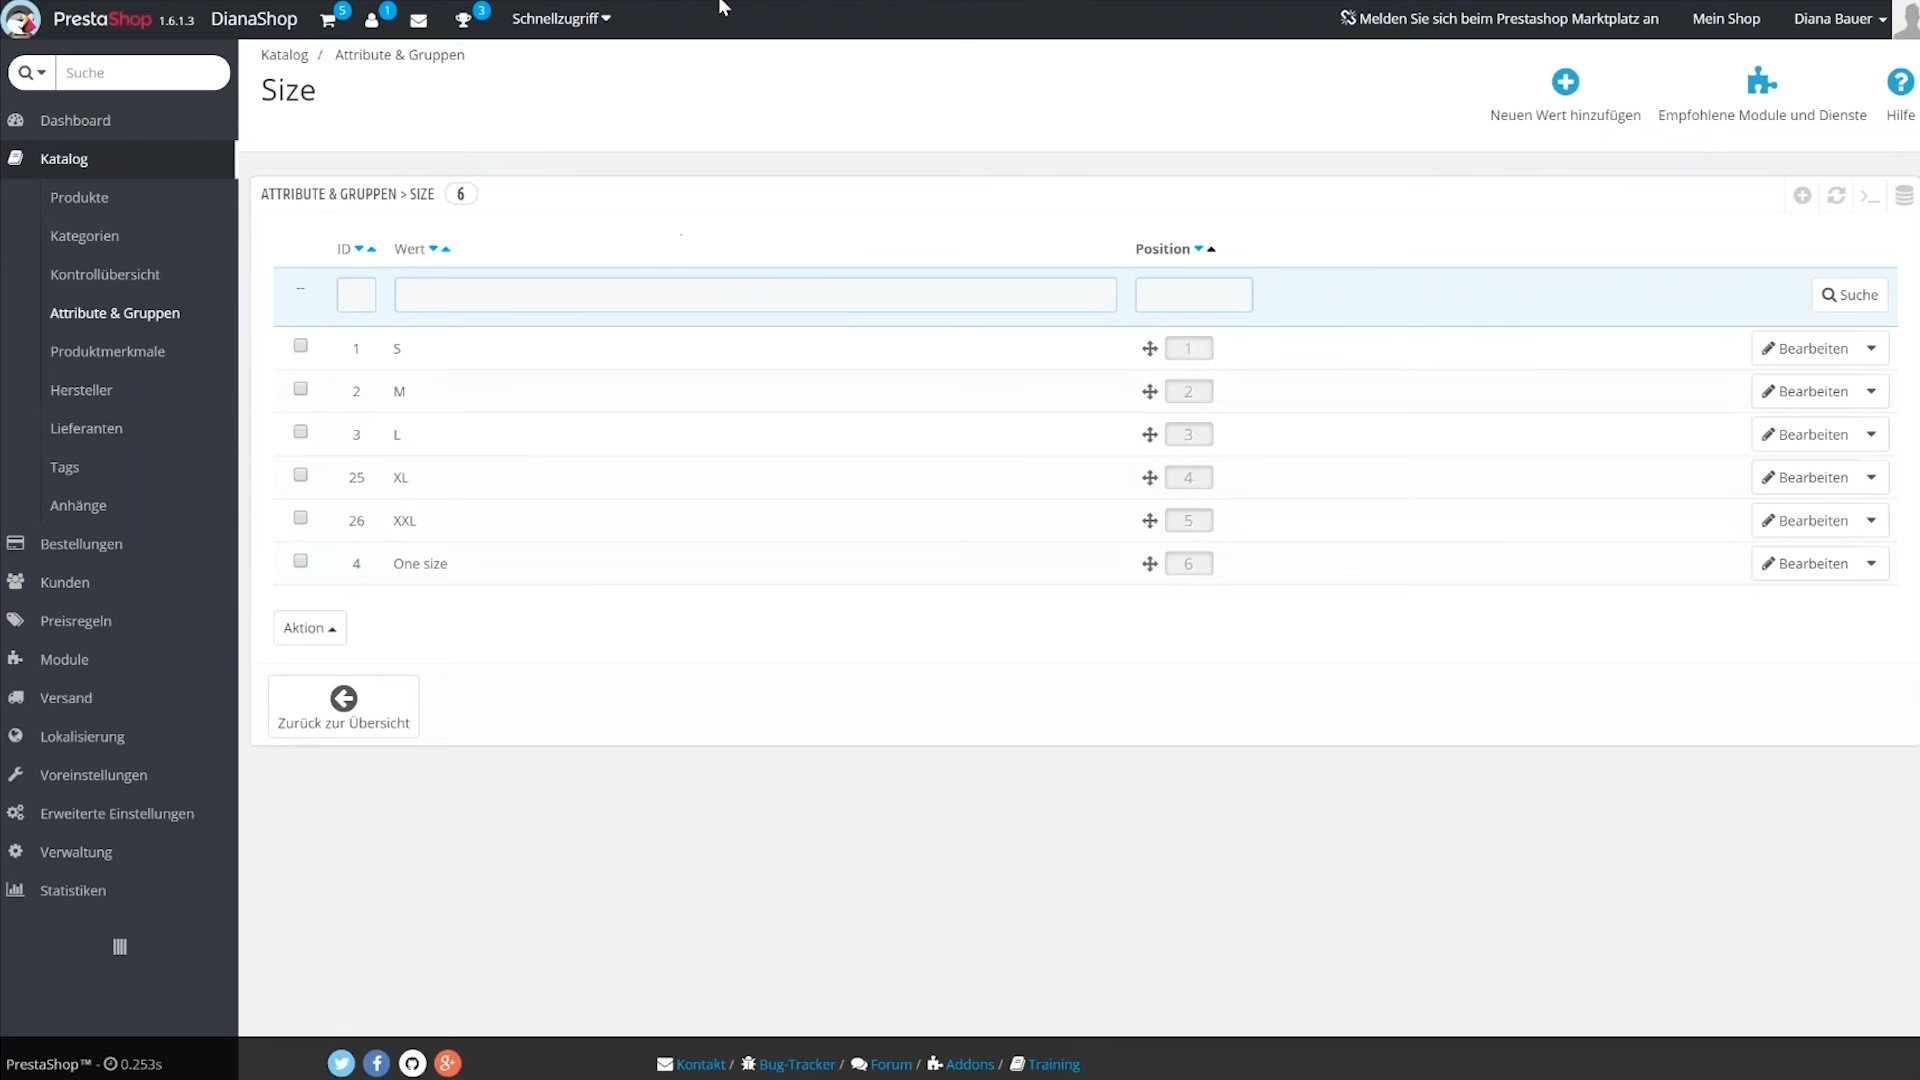 PrestaShop 1.6.1.3 DianaShop 5 1 3 Schnellzugriff Melden Sie sich beim Prestashop Marktplatz an Mein Shop Diana Bauer
Suche
Katalog / Attribute & Gruppen
Size
Neuen Wert hinzufügen
Empfohlene Module und Dienste
Hilfe
Dashboard
Katalog
Produkte
Kategorien
Kontrollübersicht
Attribute & Gruppen
Produktmerkmale
Hersteller
Lieferanten
Tags
Anhänge
Bestellungen
Kunden
Preisregeln
Module
Versand
Lokalisierung
Voreinstellungen
Erweiterte Einstellungen
Verwaltung
Statistiken
ATTRIBUTE & GRUPPEN > SIZE 6
ID Wert Position
-- Suche
1 S 1 Bearbeiten
2 M 2 Bearbeiten
3 L 3 Bearbeiten
25 XL 4 Bearbeiten
26 XXL 5 Bearbeiten
4 One size 6 Bearbeiten
Aktion
Zurück zur Übersicht
PrestaShop™ - 0.253s
Kontakt / Bug-Tracker / Forum / Addons / Training